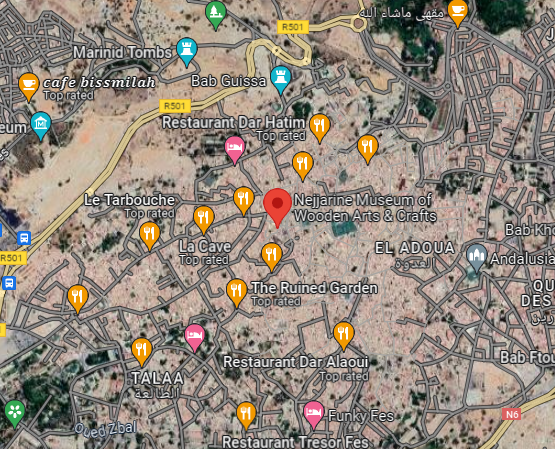 مقهى ماشاء الله
R501
Marinid Tombs
Bab Guissa
cafe bissmilah
Top rated
R501
eum
Restaurant Dar Hatim
Top rated
Le Tarbouche
Top rated
Nejjarine Museum of
Wooden Arts & Crafts
La Cave
Top rated
EL ADOUA
العدوة
Bab Kho
Andalusia
R501
The Ruined Garden
Top rated
QU
DES
Restaurant Dar Alaoui
Top rated
Bab Ftou
TALAA
الطالعة
Funky Fes
N6
Oued Zhal
Restaurant Tresor Fes